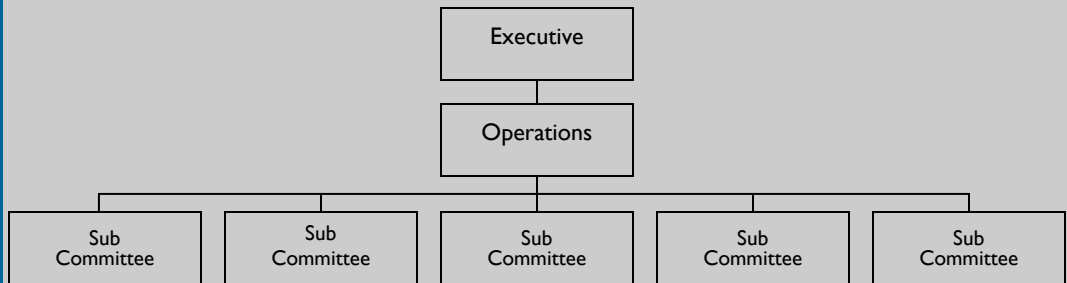 Executive
Operations
Sub
Committee
Sub
Committee
Sub
Committee
Sub
Committee
Sub
Committee